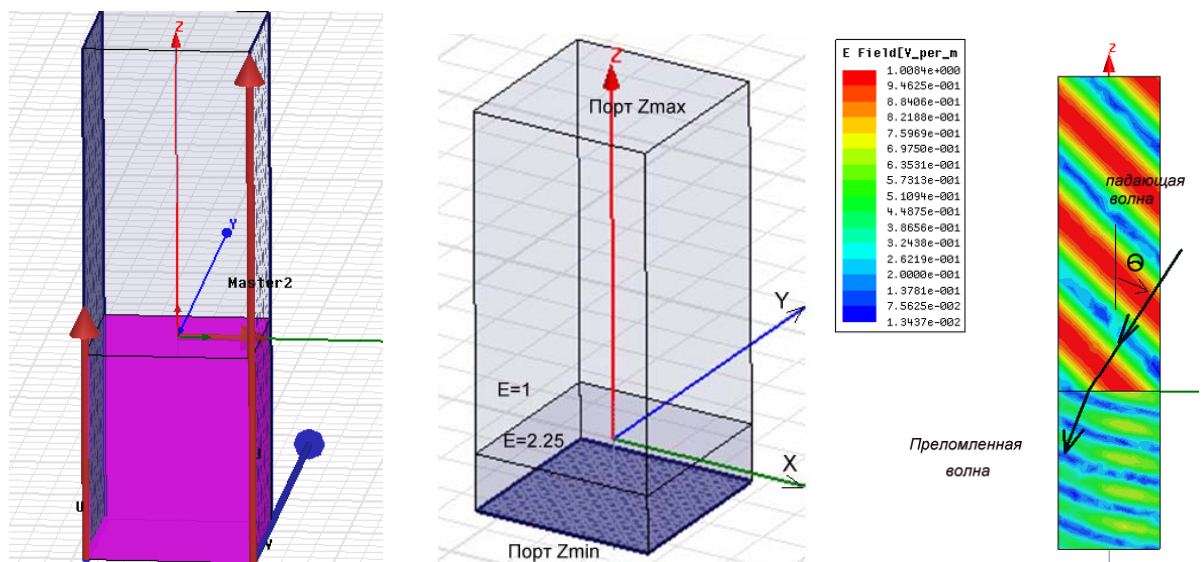 Z
Y
Master2
U
J
V
Z
Порт Zmax
Y
E=1
E=2.25
X
Порт Zmin
E Field[V_per_m
1.0084e+000
9.4625e-001
8.8406e-001
8.2188e-001
7.5969e-001
6.9750e-001
6.3531e-001
5.7313e-001
5.1094e-001
4.4875e-001
3.8656e-001
3.2438e-001
2.6219e-001
2.0000e-001
1.3781e-001
7.5625e-002
1.3437e-002
Z
падающая
волна
Θ
Преломленная
волна